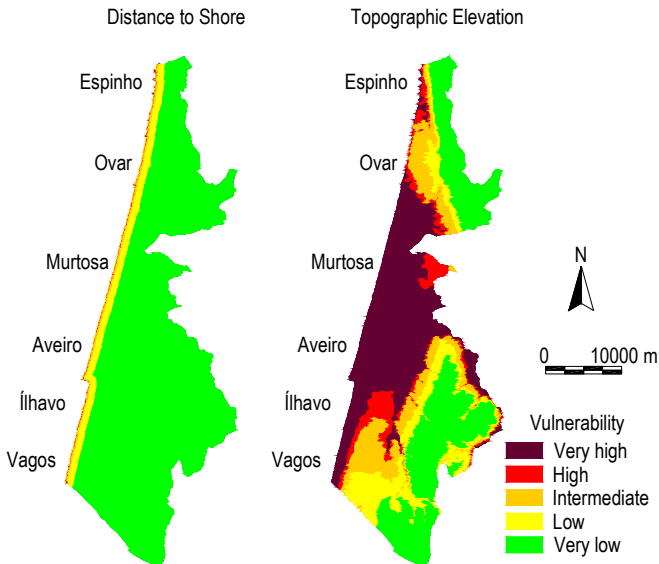 Distance to Shore
Topographic Elevation
Espinho
Espinho
Ovar
Ovar
Murtosa
Murtosa
N
Aveiro
Aveiro
0 10000 m
Ílhavo
Ílhavo
Vagos
Vagos
Vulnerability
Very high
High
Intermediate
Low
Very low